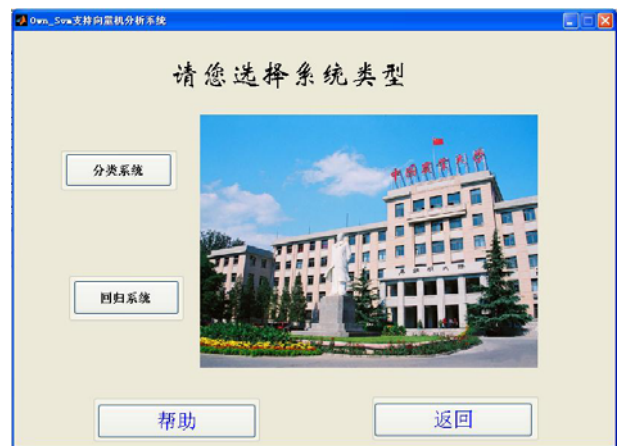 Own_Svm支持向量机分析系统
请您选择系统类型
分类系统
中国农业大学
回归系统
帮助
返回